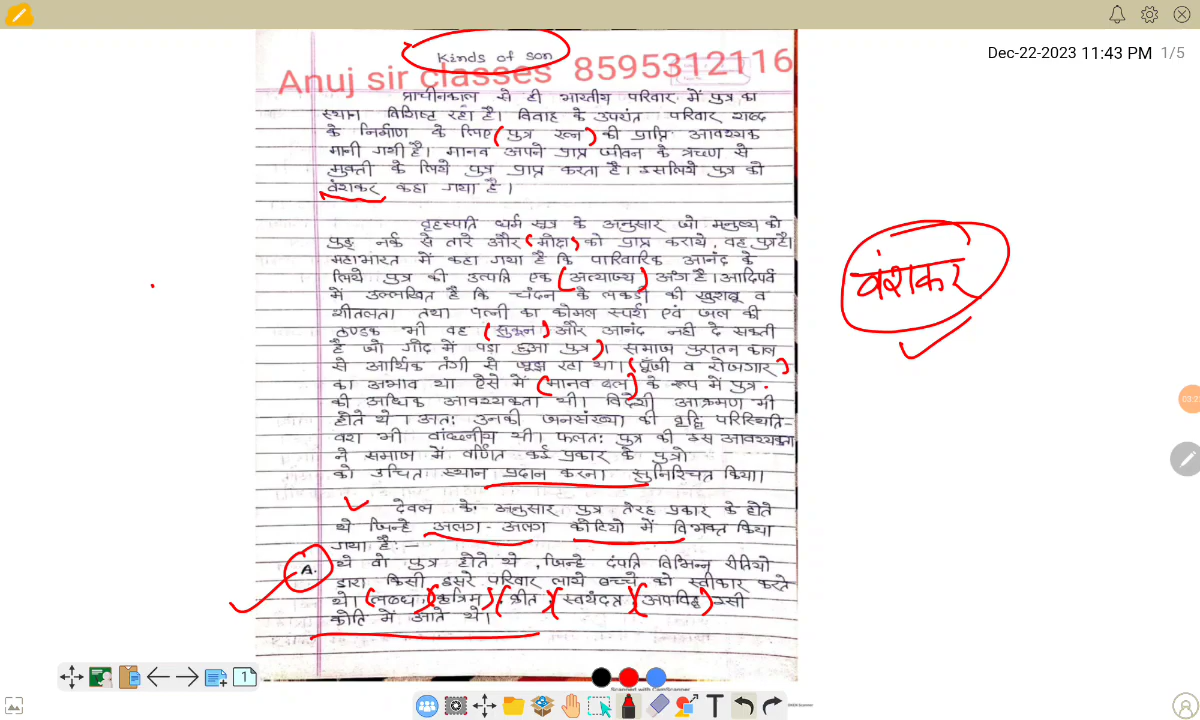 Dec-22-2023 11:43 PM 1/5
Kinds of son
Anuj sir classes 8595312116
प्राचीनकाल से ही भारतीय परिवार में पुत्र का
स्थान विशिष्ट रहा है। विवाह के उपरांत परिवार शब्द
के निर्माण के लिए (पुत्र रत्न) की प्राप्ति आवश्यक
मानी गयी है। मानव अपने प्राप्त जीवन के ऋण से
मुक्ती के लिये पुत्र प्राप्त करता है। इसलिये पुत्र को
वंशकर कहा गया है।
वृहस्पति धर्म सूत्र के अनुसार जो मनुष्य को
पुङ नर्क से तारे और (मोक्ष) को प्राप्त कराये, वह पुत्र है।
महाभारत में कहा गया है कि पारिवारिक आनंद के
लिये पुत्र की उत्पति एक (अत्याज्य) अंग है। आदिपर्व
में उल्लखित है कि चंदन के लकडी की खुशबू व
शीतलता तथा पत्नी का कोमल स्पर्श एवं जल की
ठण्डक भी वह (सुकून) और आनंद नही दे सकती
है जो गोद में पडा हुआ पुत्र)। समाज पुरातन काल
से आर्थिक तंगी से जूझ रहा था। (पूँजी व रोजगार)
का अभाव था ऐसे में (मानव बल) के रूप में पुत्र
की अधिक आवश्यकता थी। विदेशी आक्रमण भी
होते थे। अतः उनकी जनसंख्या की वृद्धि परिस्थिति-
वश भी वांछनीय थी। फलतः पुत्र की इस आवश्यकता
ने समाज में वर्णित कई प्रकार के पुत्रो
को उचित स्थान प्रदान करना सुनिश्चित किया।
वंशकर
देवल के अनुसार पुत्र तेरह प्रकार के होते
थे जिन्हे अलग - अलग कोटियो में विभक्त किया
गया है:-
A. ये वो पुत्र होते थे, जिन्हे दंपति विभिन्न रीतियो
द्वारा किसी दुसरे परिवार लाये बच्चे को स्वीकार करते
थे। (लब्ध, (कृत्रिम), (क्रीत, (स्वयंदत्त) (अपविद्ध) इसी
कोटि में आते थे।
1
T
Scanned with CamScanner